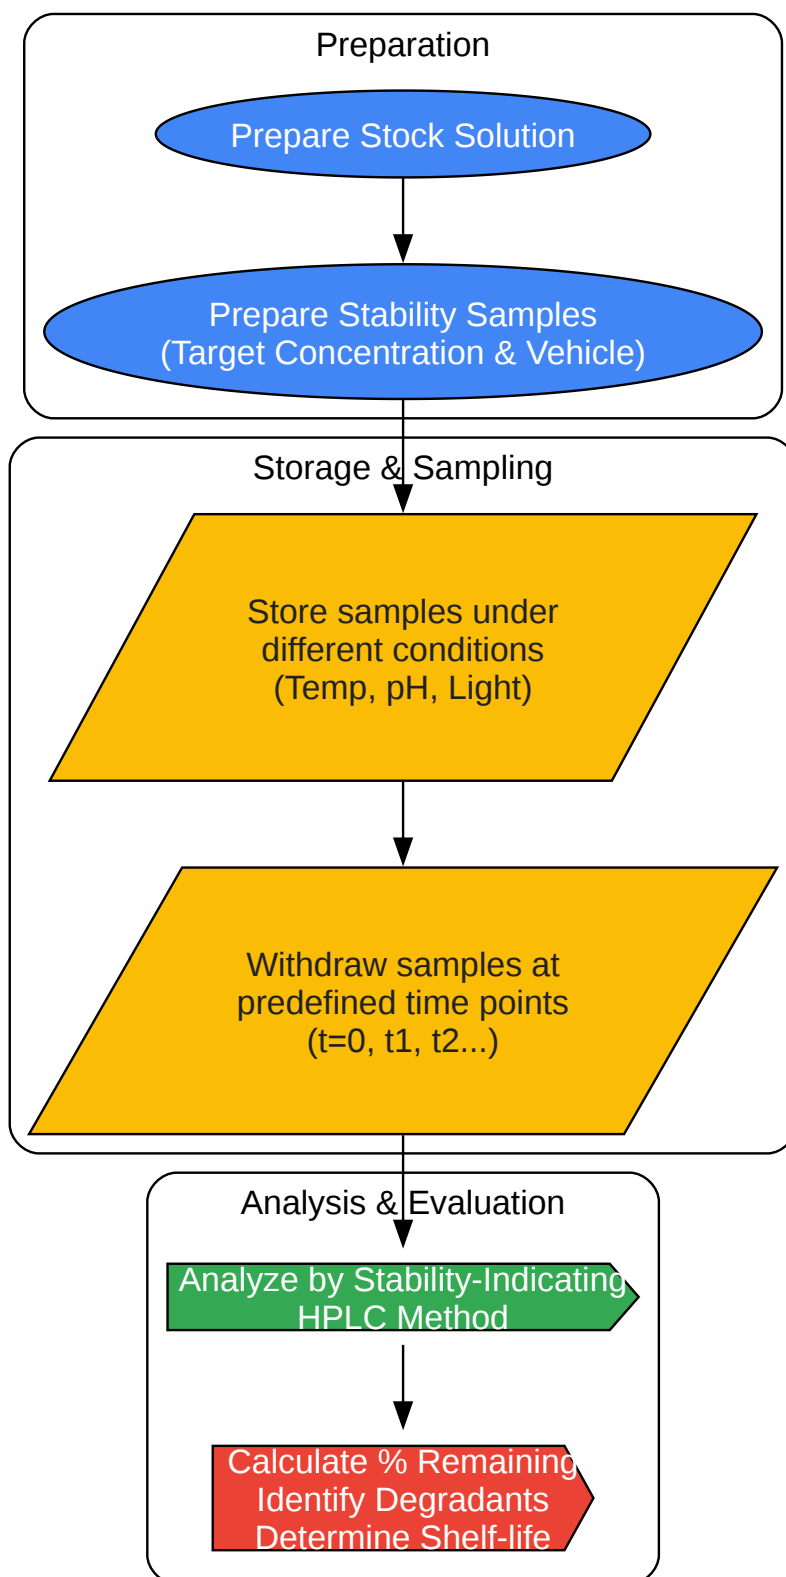 Preparation
Prepare Stock Solution
Prepare Stability Samples
(Target Concentration & Vehicle)
Storage & Sampling
Store samples under
different conditions
(Temp, pH, Light)
Withdraw samples at
predefined time points
(t=0, t1, t2...)
Analysis & Evaluation
Analyze by Stability-Indicating
HPLC Method
Calculate % Remaining
Identify Degradants
Determine Shelf-life